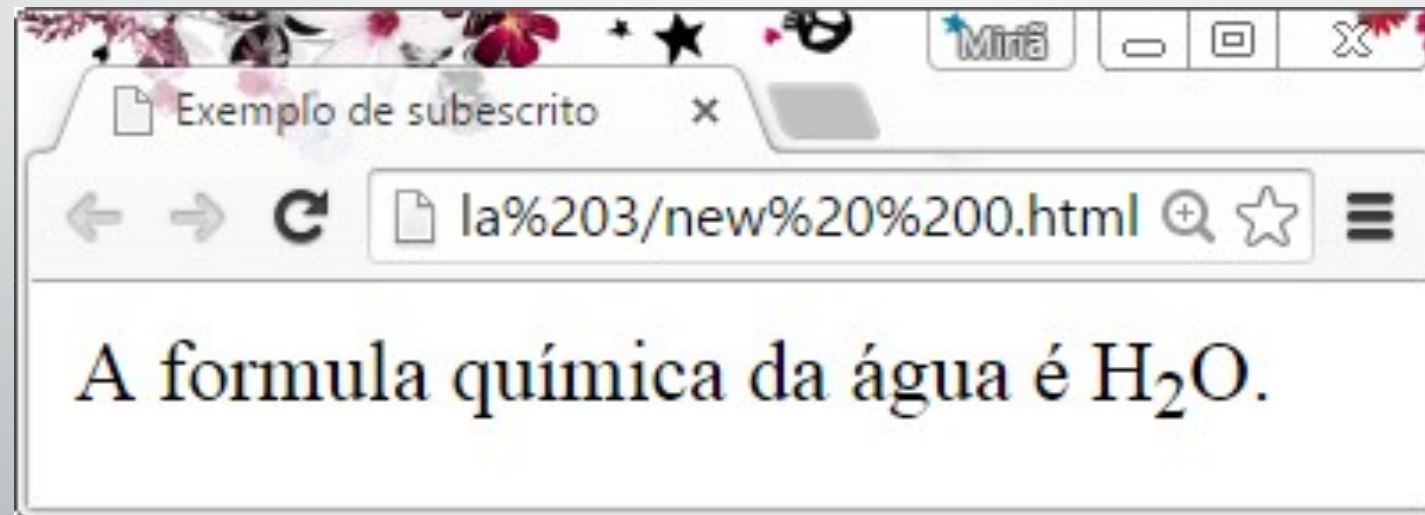 Miriã
Exemplo de subescrito
la%203/new%20%200.html
A formula química da água é H₂O.